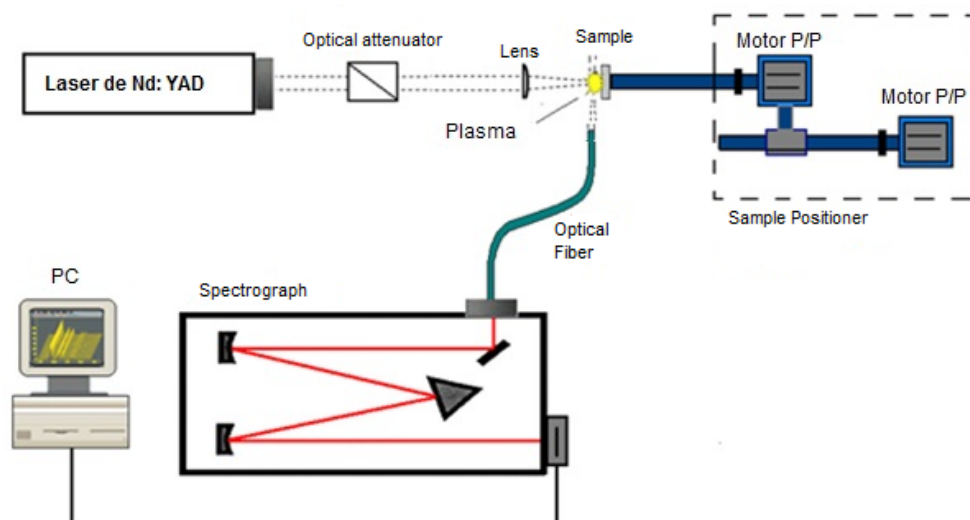 Optical attenuator
Lens
Sample
Motor P/P
Laser de Nd: YAD
Motor P/P
Plasma
Sample Positioner
Optical
Fiber
PC
Spectrograph